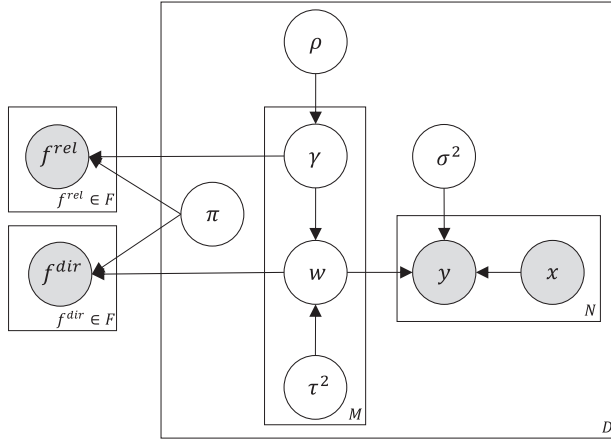 ρ
f^{rel}
γ
σ²
f^{rel} ∈ F
π
f^{dir}
w
y
x
f^{dir} ∈ F
N
τ²
M
D